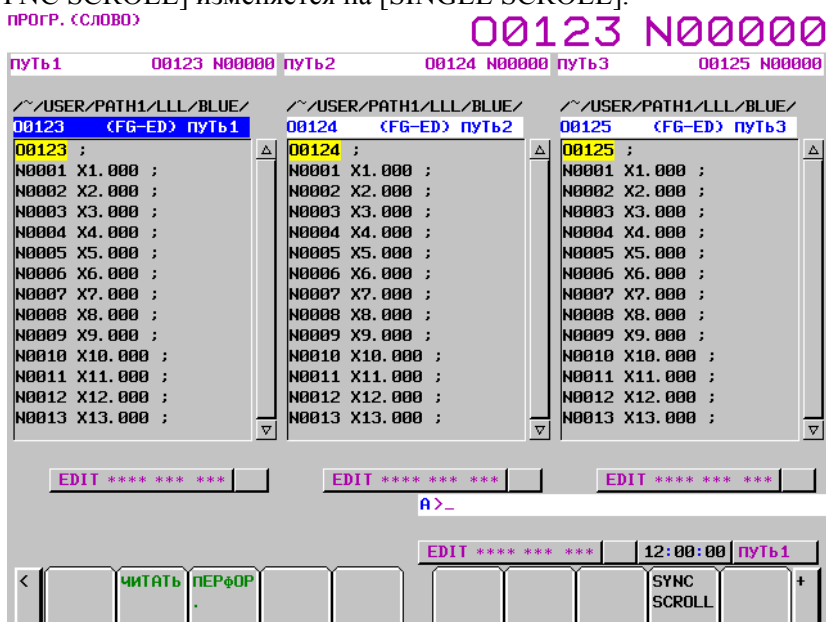 YNC SCROLL] изменяется на [SINGLE SCROLL].
пРОГР.(СЛОВО)
O0123 N00000
пУТЬ1 O0123 N00000 пУТЬ2 O0124 N00000 пУТЬ3 O0125 N00000
/~/USER/PATH1/LLL/BLUE/ /~/USER/PATH1/LLL/BLUE/ /~/USER/PATH1/LLL/BLUE/
O0123 (FG-ED) пУТЬ1 O0124 (FG-ED) пУТЬ2 O0125 (FG-ED) пУТЬ3
O0123 ; O0124 ; O0125 ;
N0001 X1.000 ; N0001 X1.000 ; N0001 X1.000 ;
N0002 X2.000 ; N0002 X2.000 ; N0002 X2.000 ;
N0003 X3.000 ; N0003 X3.000 ; N0003 X3.000 ;
N0004 X4.000 ; N0004 X4.000 ; N0004 X4.000 ;
N0005 X5.000 ; N0005 X5.000 ; N0005 X5.000 ;
N0006 X6.000 ; N0006 X6.000 ; N0006 X6.000 ;
N0007 X7.000 ; N0007 X7.000 ; N0007 X7.000 ;
N0008 X8.000 ; N0008 X8.000 ; N0008 X8.000 ;
N0009 X9.000 ; N0009 X9.000 ; N0009 X9.000 ;
N0010 X10.000 ; N0010 X10.000 ; N0010 X10.000 ;
N0011 X11.000 ; N0011 X11.000 ; N0011 X11.000 ;
N0012 X12.000 ; N0012 X12.000 ; N0012 X12.000 ;
N0013 X13.000 ; N0013 X13.000 ; N0013 X13.000 ;
EDIT **** *** *** EDIT **** *** *** EDIT **** *** ***
A>_
EDIT **** *** *** 12:00:00 пУТЬ1
< ЧИТАТЬ пЕРфОР. SYNC SCROLL +